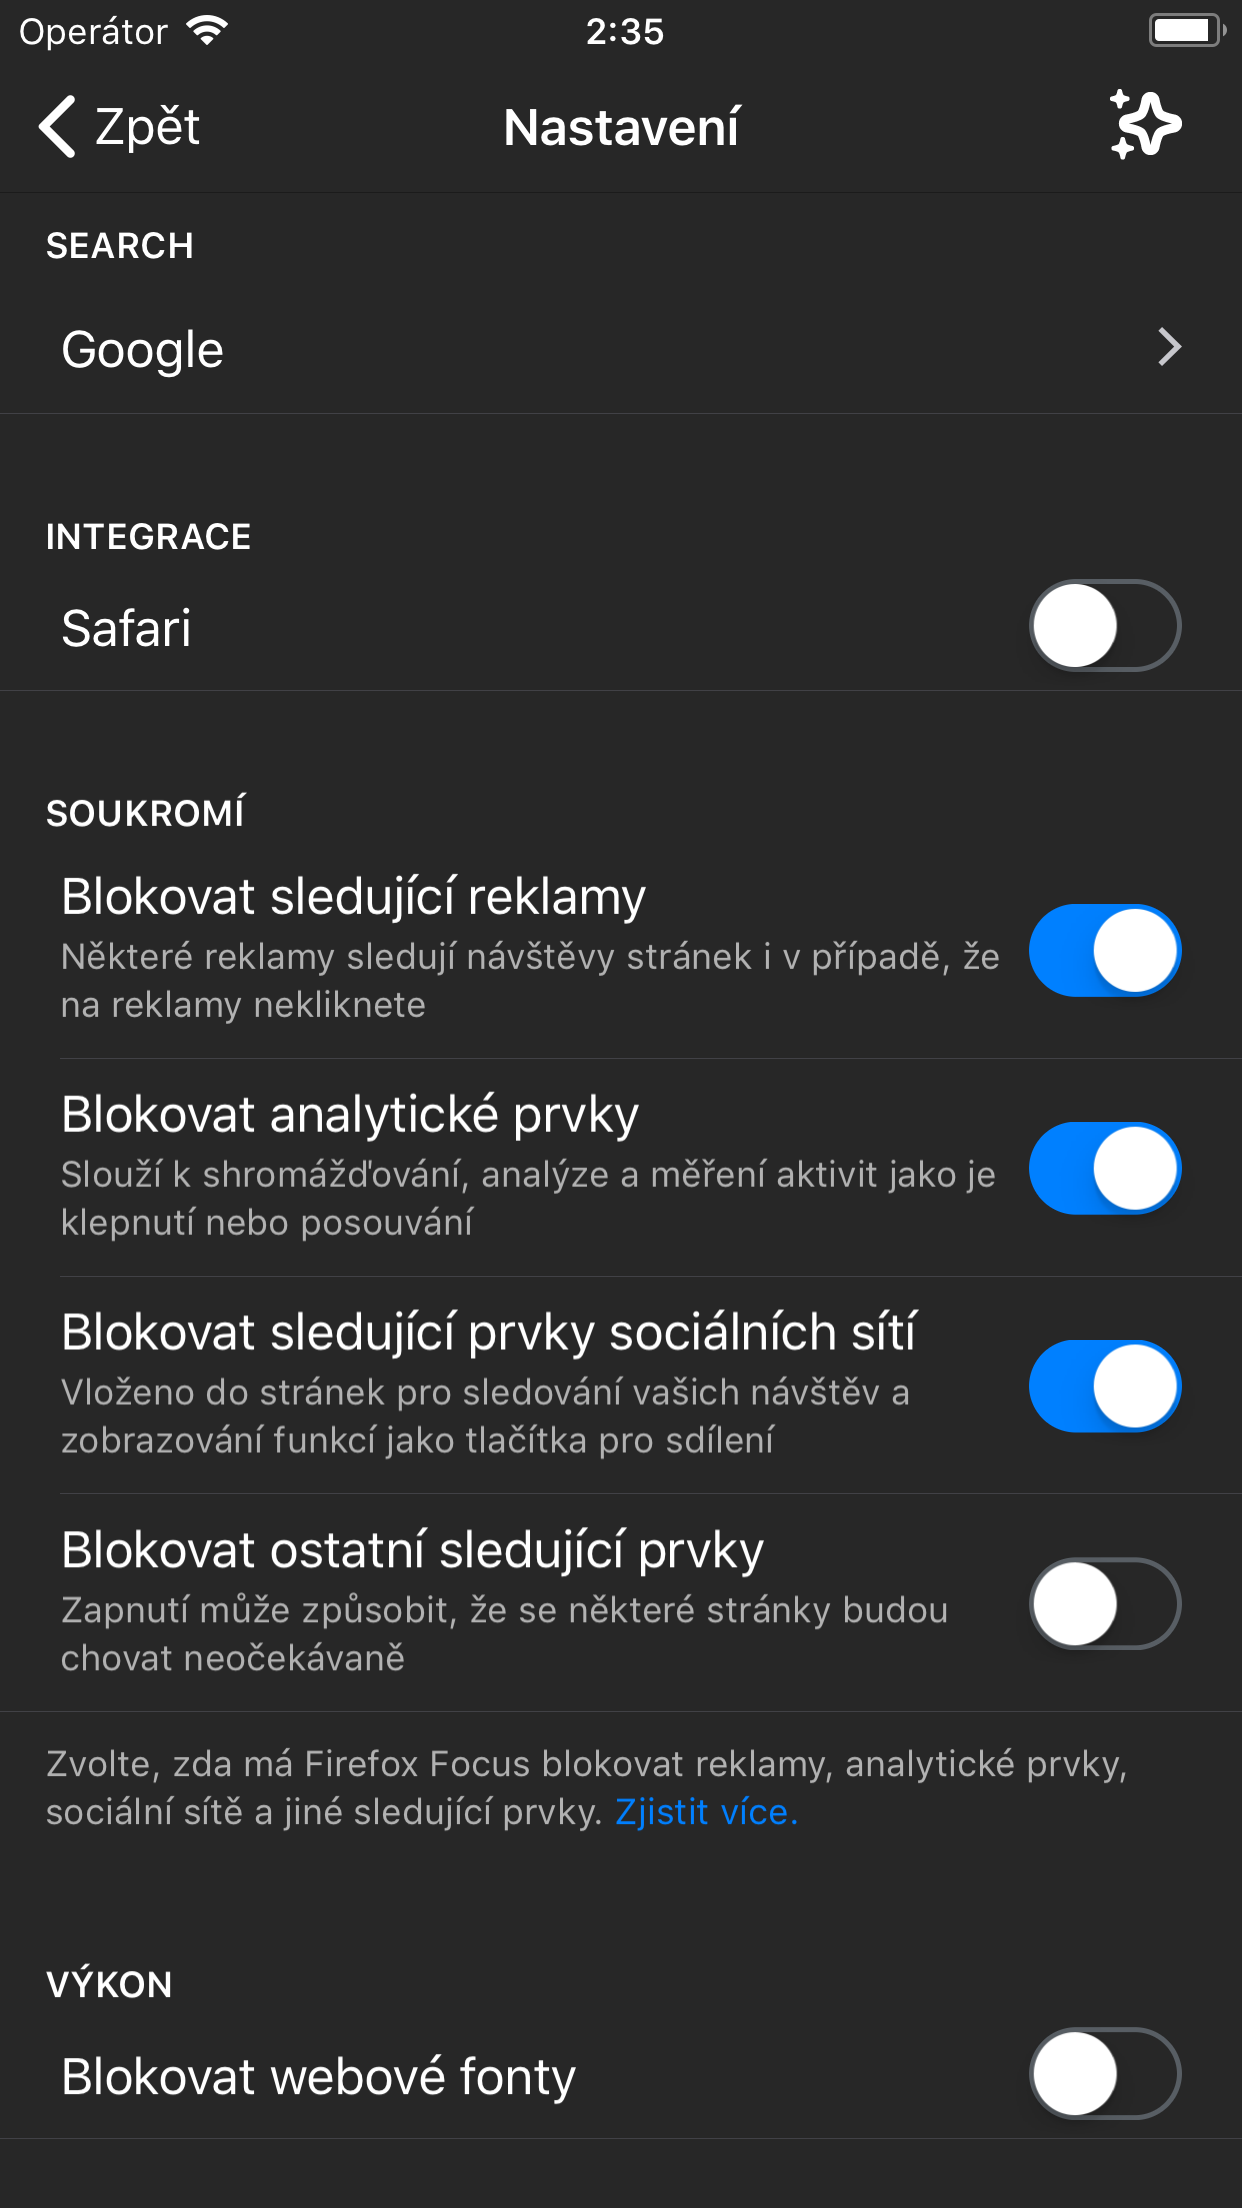 Operátor
2:35
Zpět
Nastavení
SEARCH
Google
INTEGRACE
Safari
SOUKROMÍ
Blokovat sledující reklamy
Některé reklamy sledují návštěvy stránek i v případě, že
na reklamy nekliknete
Blokovat analytické prvky
Slouží k shromážďování, analýze a měření aktivit jako je
klepnutí nebo posouvání
Blokovat sledující prvky sociálních sítí
Vloženo do stránek pro sledování vašich návštěv a
zobrazování funkcí jako tlačítka pro sdílení
Blokovat ostatní sledující prvky
Zapnutí může způsobit, že se některé stránky budou
chovat neočekávaně
Zvolte, zda má Firefox Focus blokovat reklamy, analytické prvky,
sociální sítě a jiné sledující prvky. Zjistit více.
VÝKON
Blokovat webové fonty